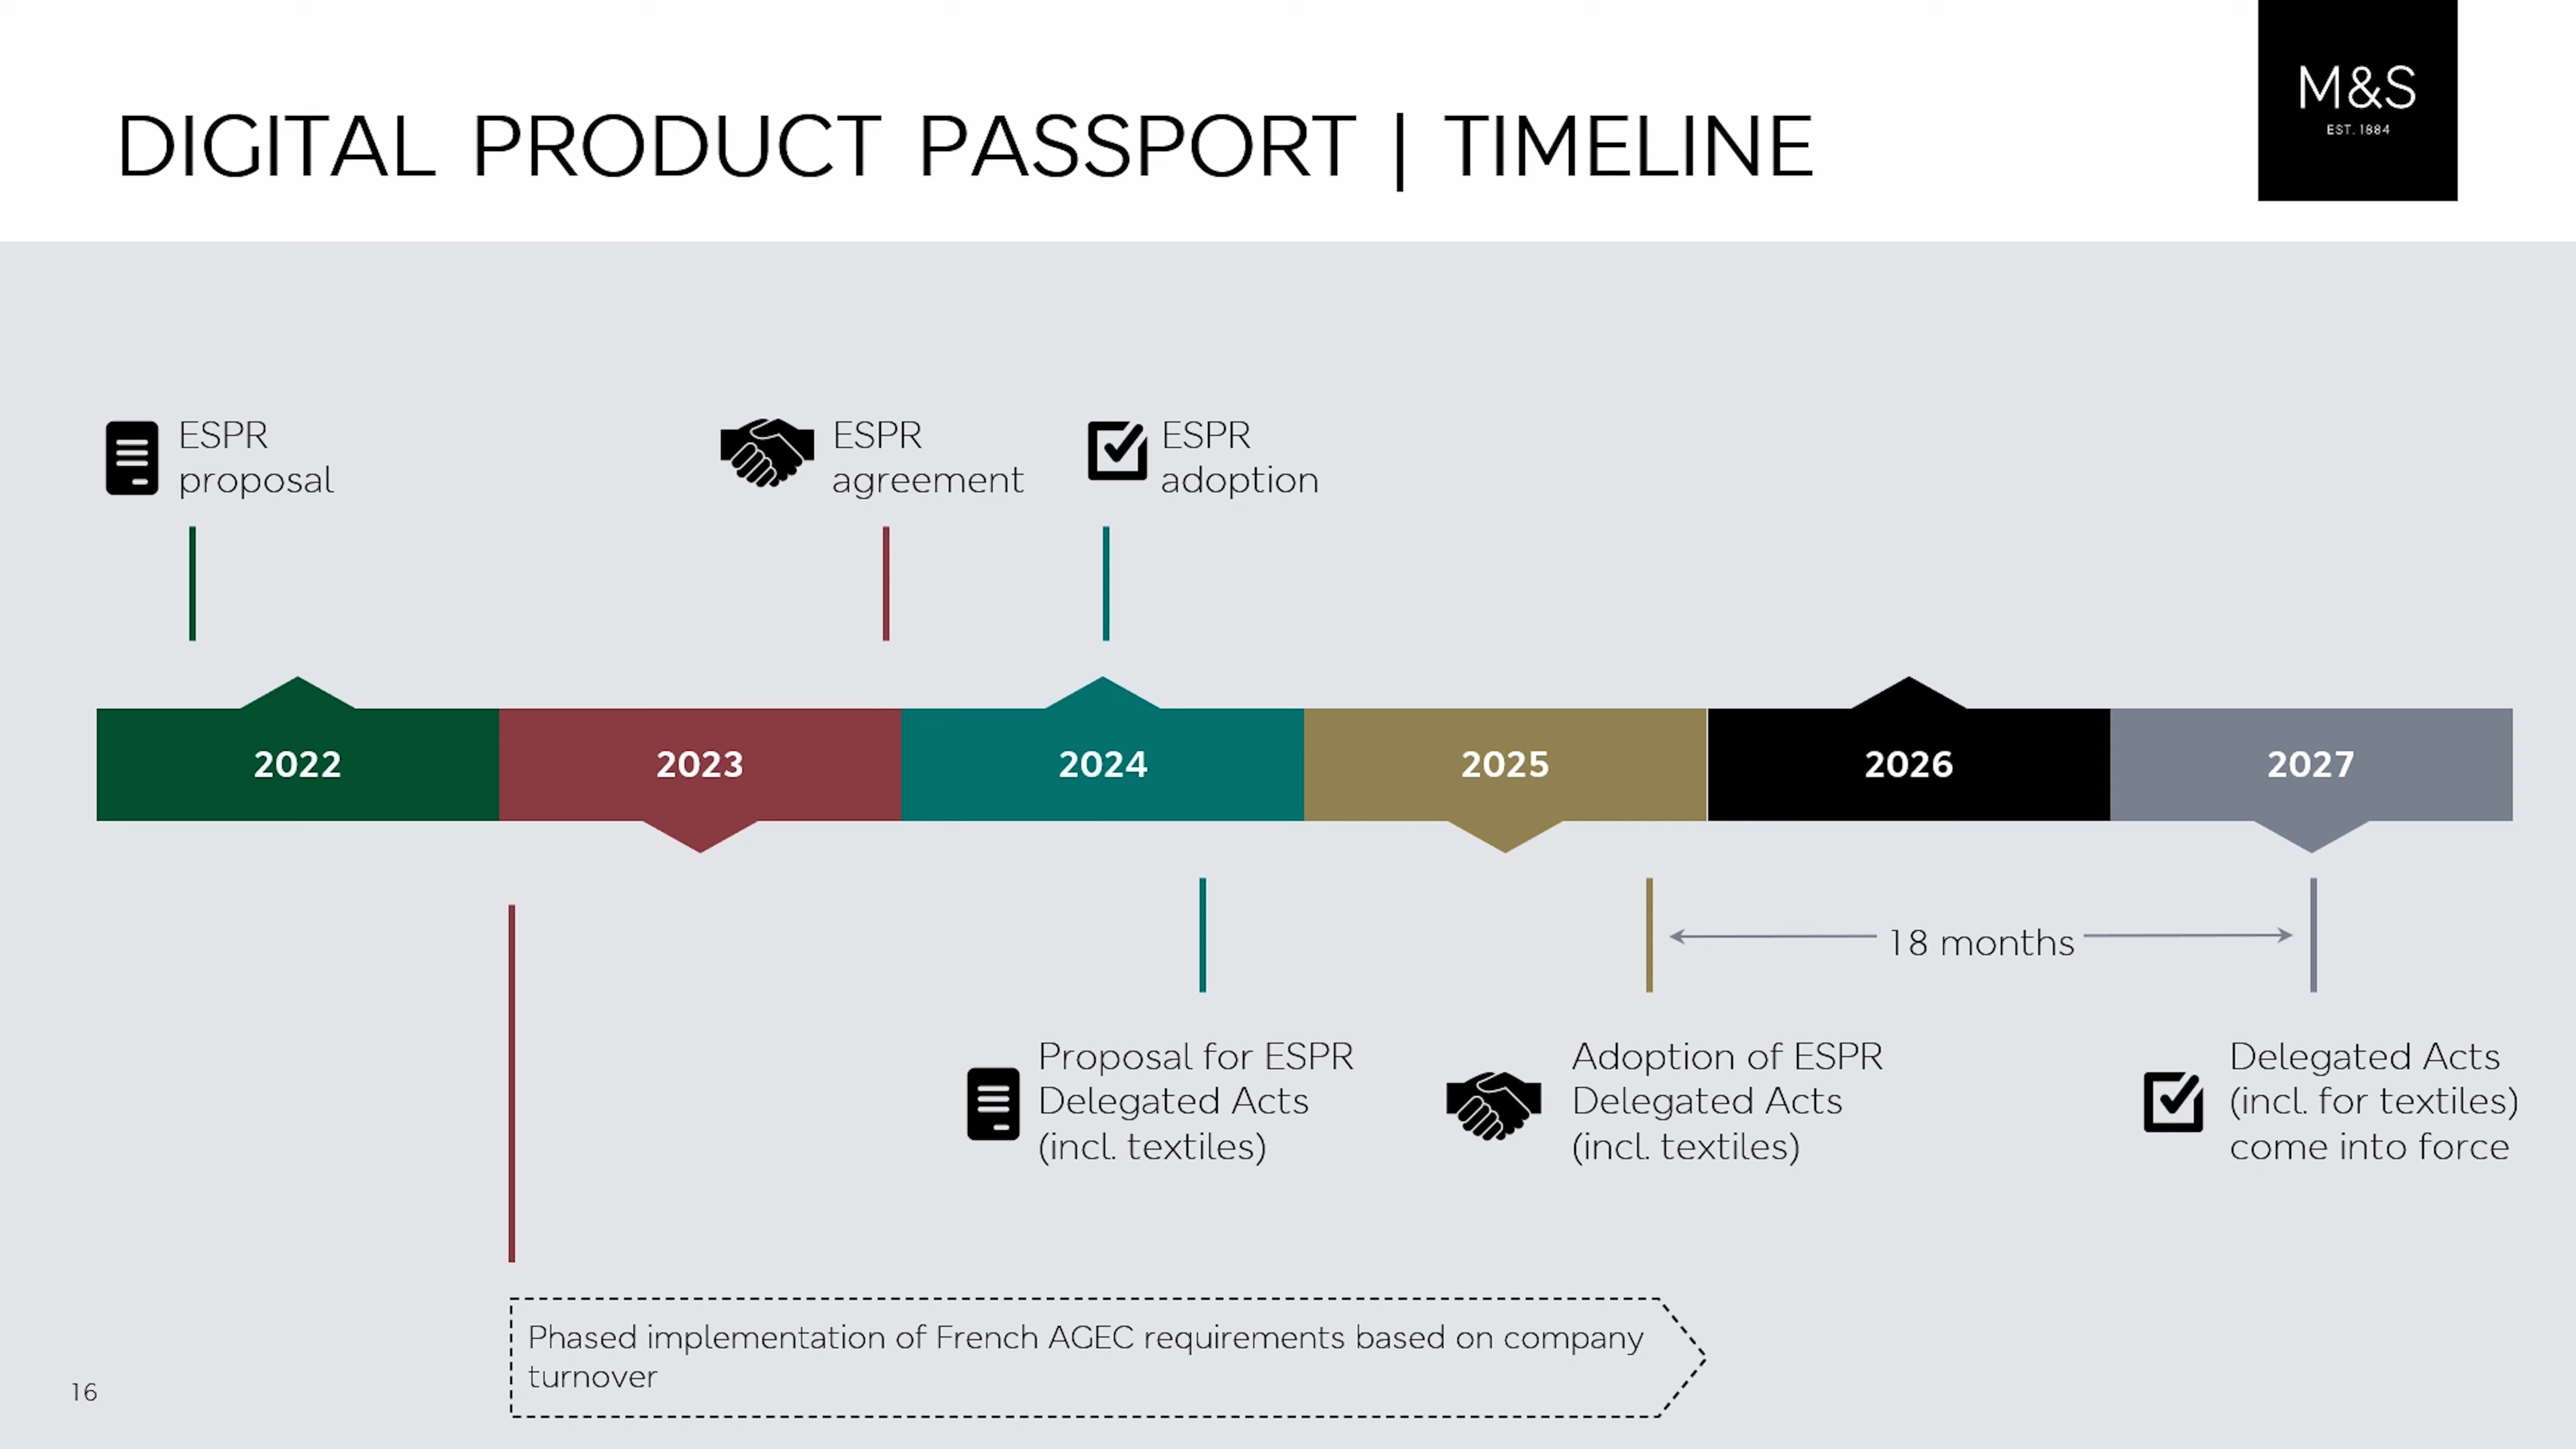 M&S
EST. 1884
DIGITAL PRODUCT PASSPORT | TIMELINE
ESPR
proposal
ESPR
agreement
ESPR
adoption
2022
2023
2024
2025
2026
2027
18 months
Proposal for ESPR
Delegated Acts
(incl. textiles)
Adoption of ESPR
Delegated Acts
(incl. textiles)
Delegated Acts
(incl. for textiles)
come into force
Phased implementation of French AGEC requirements based on company
turnover
16